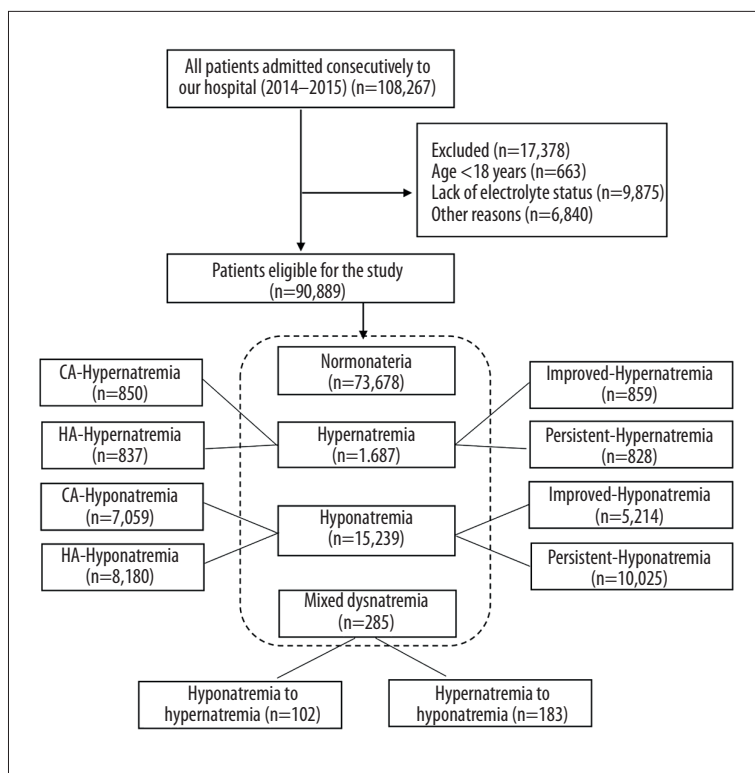 All patients admitted consecutively to
our hospital (2014–2015) (n=108,267)
Excluded (n=17,378)
Age <18 years (n=663)
Lack of electrolyte status (n=9,875)
Other reasons (n=6,840)
Patients eligible for the study
(n=90,889)
Normonateria
(n=73,678)
CA-Hypernatremia
(n=850)
HA-Hypernatremia
(n=837)
Hypernatremia
(n=1.687)
Improved-Hypernatremia
(n=859)
Persistent-Hypernatremia
(n=828)
CA-Hyponatremia
(n=7,059)
HA-Hyponatremia
(n=8,180)
Hyponatremia
(n=15,239)
Improved-Hyponatremia
(n=5,214)
Persistent-Hyponatremia
(n=10,025)
Mixed dysnatremia
(n=285)
Hyponatremia to
hypernatremia (n=102)
Hypernatremia to
hyponatremia (n=183)